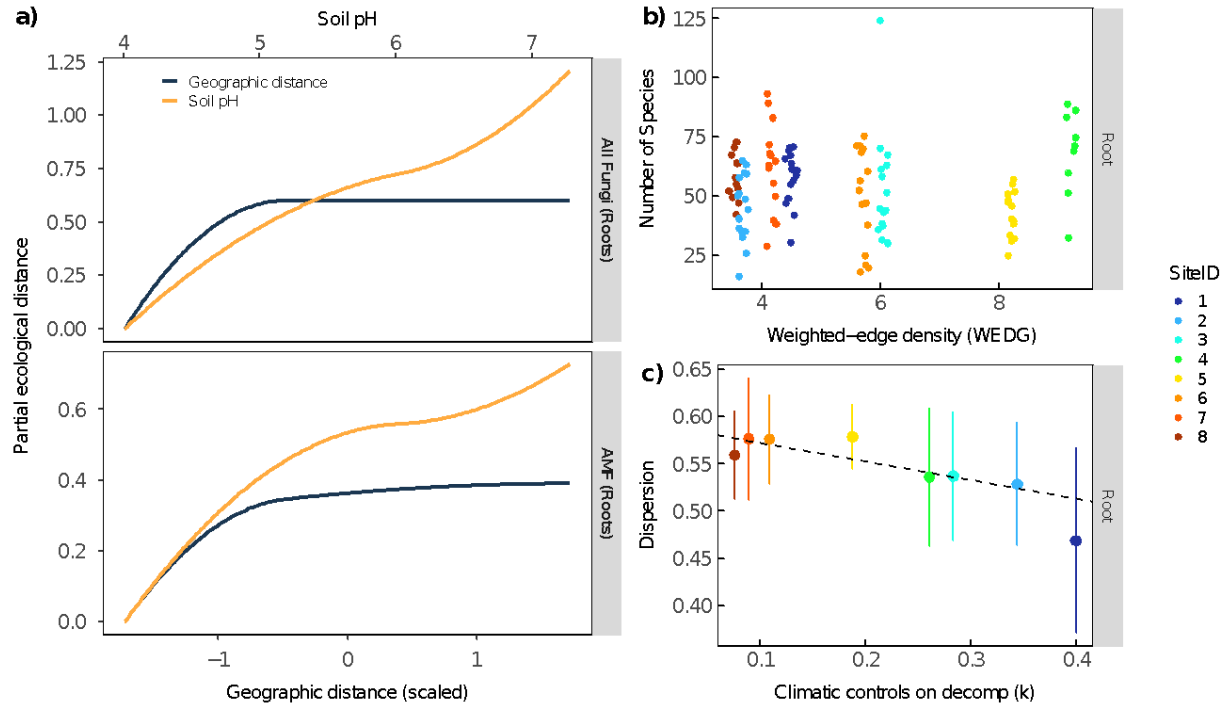 a)
Soil pH
4 5 6 7
1.25
1.00
0.75
0.50
0.25
0.00
Geographic distance
Soil pH
All Fungi (Roots)
Partial ecological distance
0.6
0.4
0.2
0.0
AMF (Roots)
−1 0 1
Geographic distance (scaled)
b)
125
100
75
50
25
Number of Species
Root
4 6 8
Weighted−edge density (WEDG)
c)
0.65
0.60
0.55
0.50
0.45
0.40
Dispersion
Root
0.1 0.2 0.3 0.4
Climatic controls on decomp (k)
SiteID
1
2
3
4
5
6
7
8